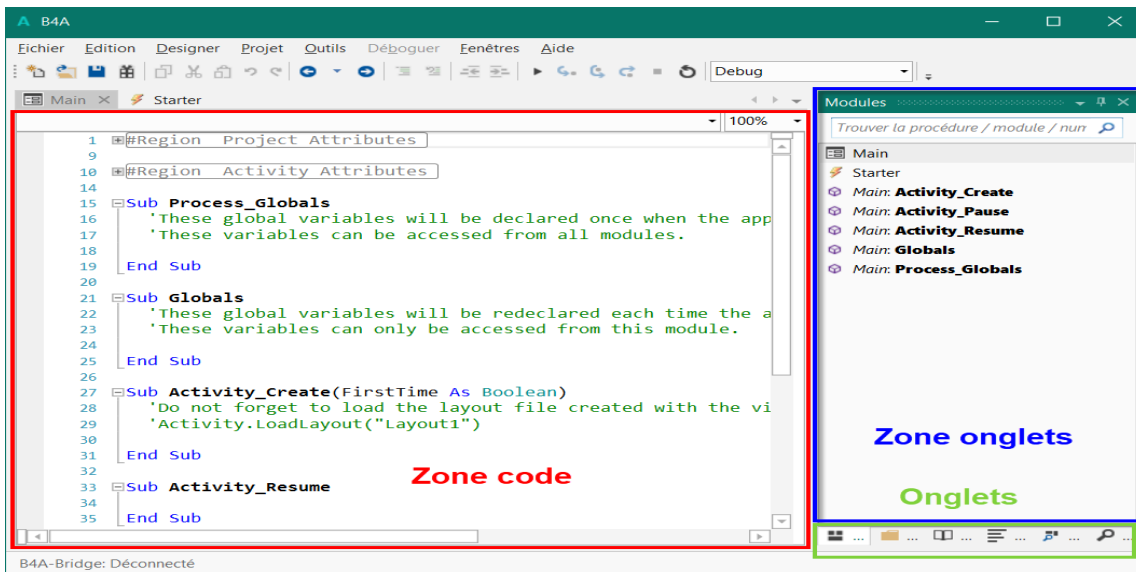 B4A
Fichier Edition Designer Projet Outils Déboguer Fenêtres Aide
Debug
Main Starter
100%
1 #Region Project Attributes
9
10 #Region Activity Attributes
14
15 Sub Process_Globals
16 'These global variables will be declared once when the app
17 'These variables can be accessed from all modules.
18
19 End Sub
20
21 Sub Globals
22 'These global variables will be redeclared each time the a
23 'These variables can only be accessed from this module.
24
25 End Sub
26
27 Sub Activity_Create(FirstTime As Boolean)
28 'Do not forget to load the layout file created with the vi
29 'Activity.LoadLayout("Layout1")
30
31 End Sub
32
33 Sub Activity_Resume
34
35 End Sub
Zone code
Modules
Trouver la procédure / module / num
Main
Starter
Main: Activity_Create
Main: Activity_Pause
Main: Activity_Resume
Main: Globals
Main: Process_Globals
Zone onglets
Onglets
... ... ... ... ... ...
B4A-Bridge: Déconnecté